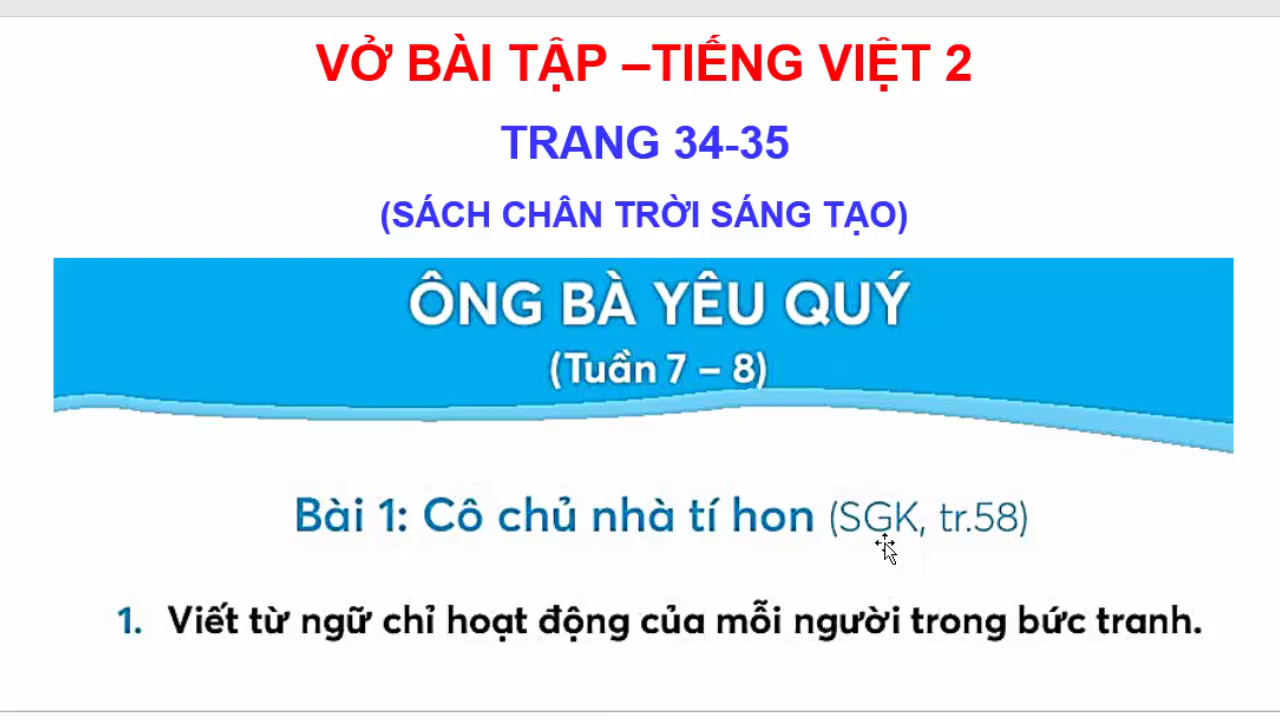 VỞ BÀI TẬP –TIẾNG VIỆT 2
TRANG 34-35
(SÁCH CHÂN TRỜI SÁNG TẠO)
ÔNG BÀ YÊU QUÝ
(Tuần 7 – 8)
Bài 1: Cô chủ nhà tí hon (SGK, tr.58)
1. Viết từ ngữ chỉ hoạt động của mỗi người trong bức tranh.